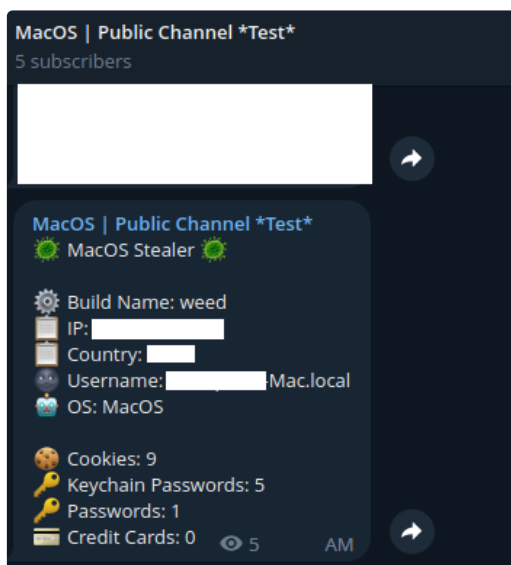 MacOS | Public Channel *Test*
5 subscribers
MacOS | Public Channel *Test*
MacOS Stealer
Build Name: weed
IP:
Country:
Username: -Mac.local
OS: MacOS
Cookies: 9
Keychain Passwords: 5
Passwords: 1
Credit Cards: 0 5 AM